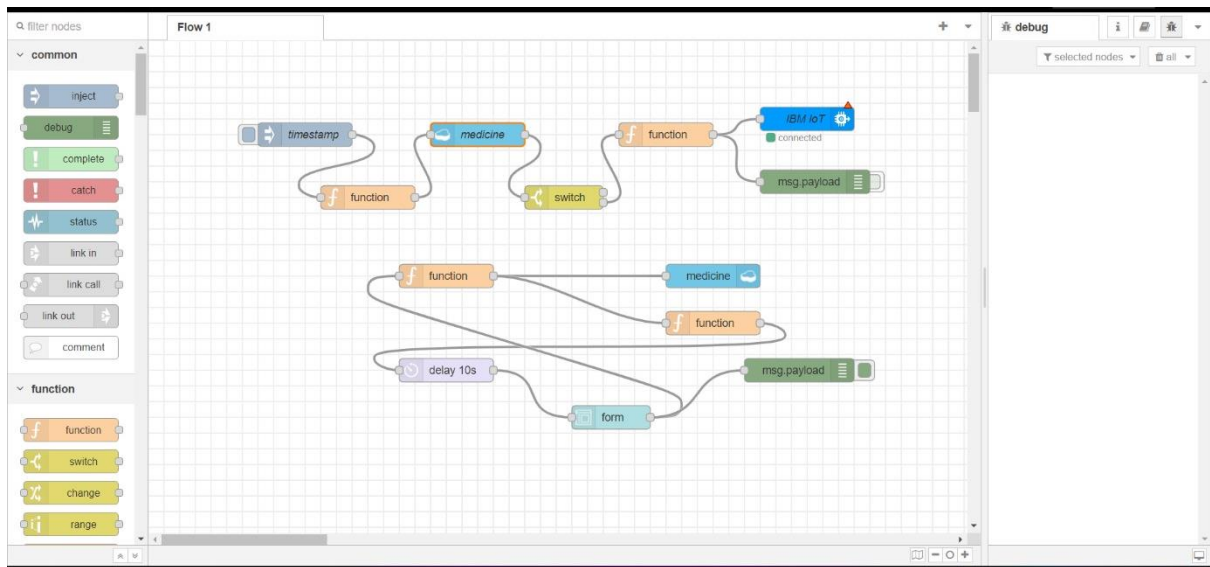 filter nodes
common
inject
debug
complete
catch
status
link in
link call
link out
comment
function
function
switch
change
range
Flow 1
timestamp
medicine
function
IBM IoT
connected
function
switch
msg.payload
function
medicine
function
delay 10s
msg.payload
form
debug
i
selected nodes
all